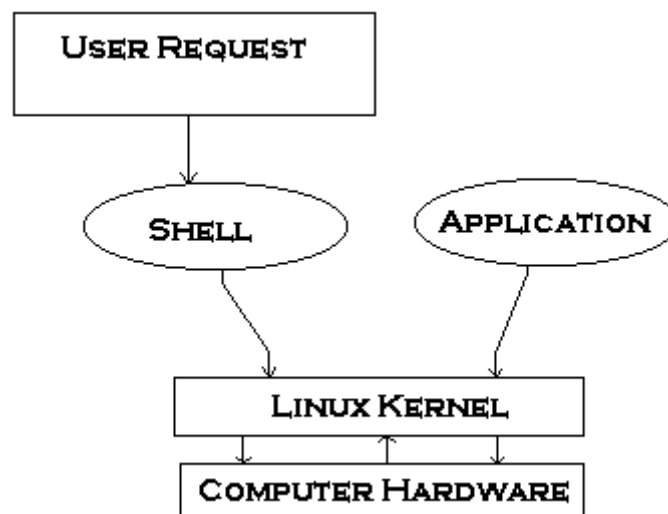 User Request
Shell
Application
Linux Kernel
Computer Hardware